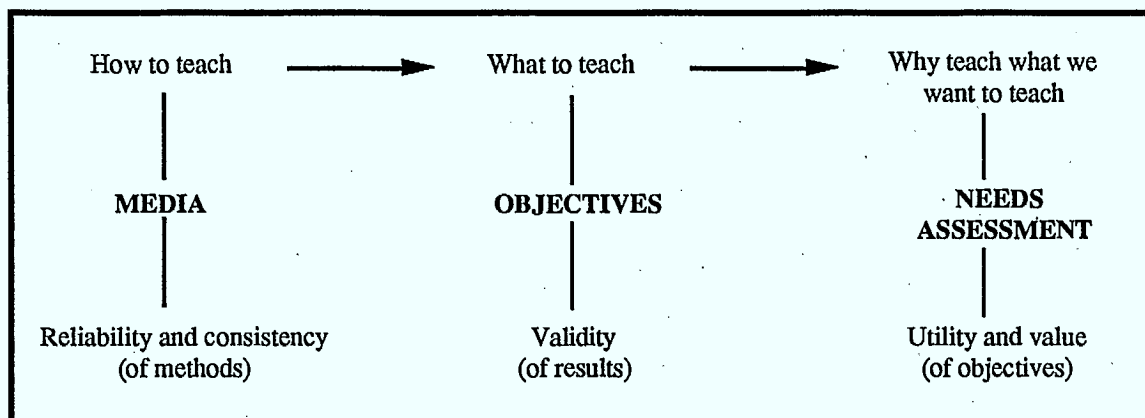 How to teach
What to teach
Why teach what we
want to teach
MEDIA
OBJECTIVES
NEEDS
ASSESSMENT
Reliability and consistency
(of methods)
Validity
(of results)
Utility and value
(of objectives)